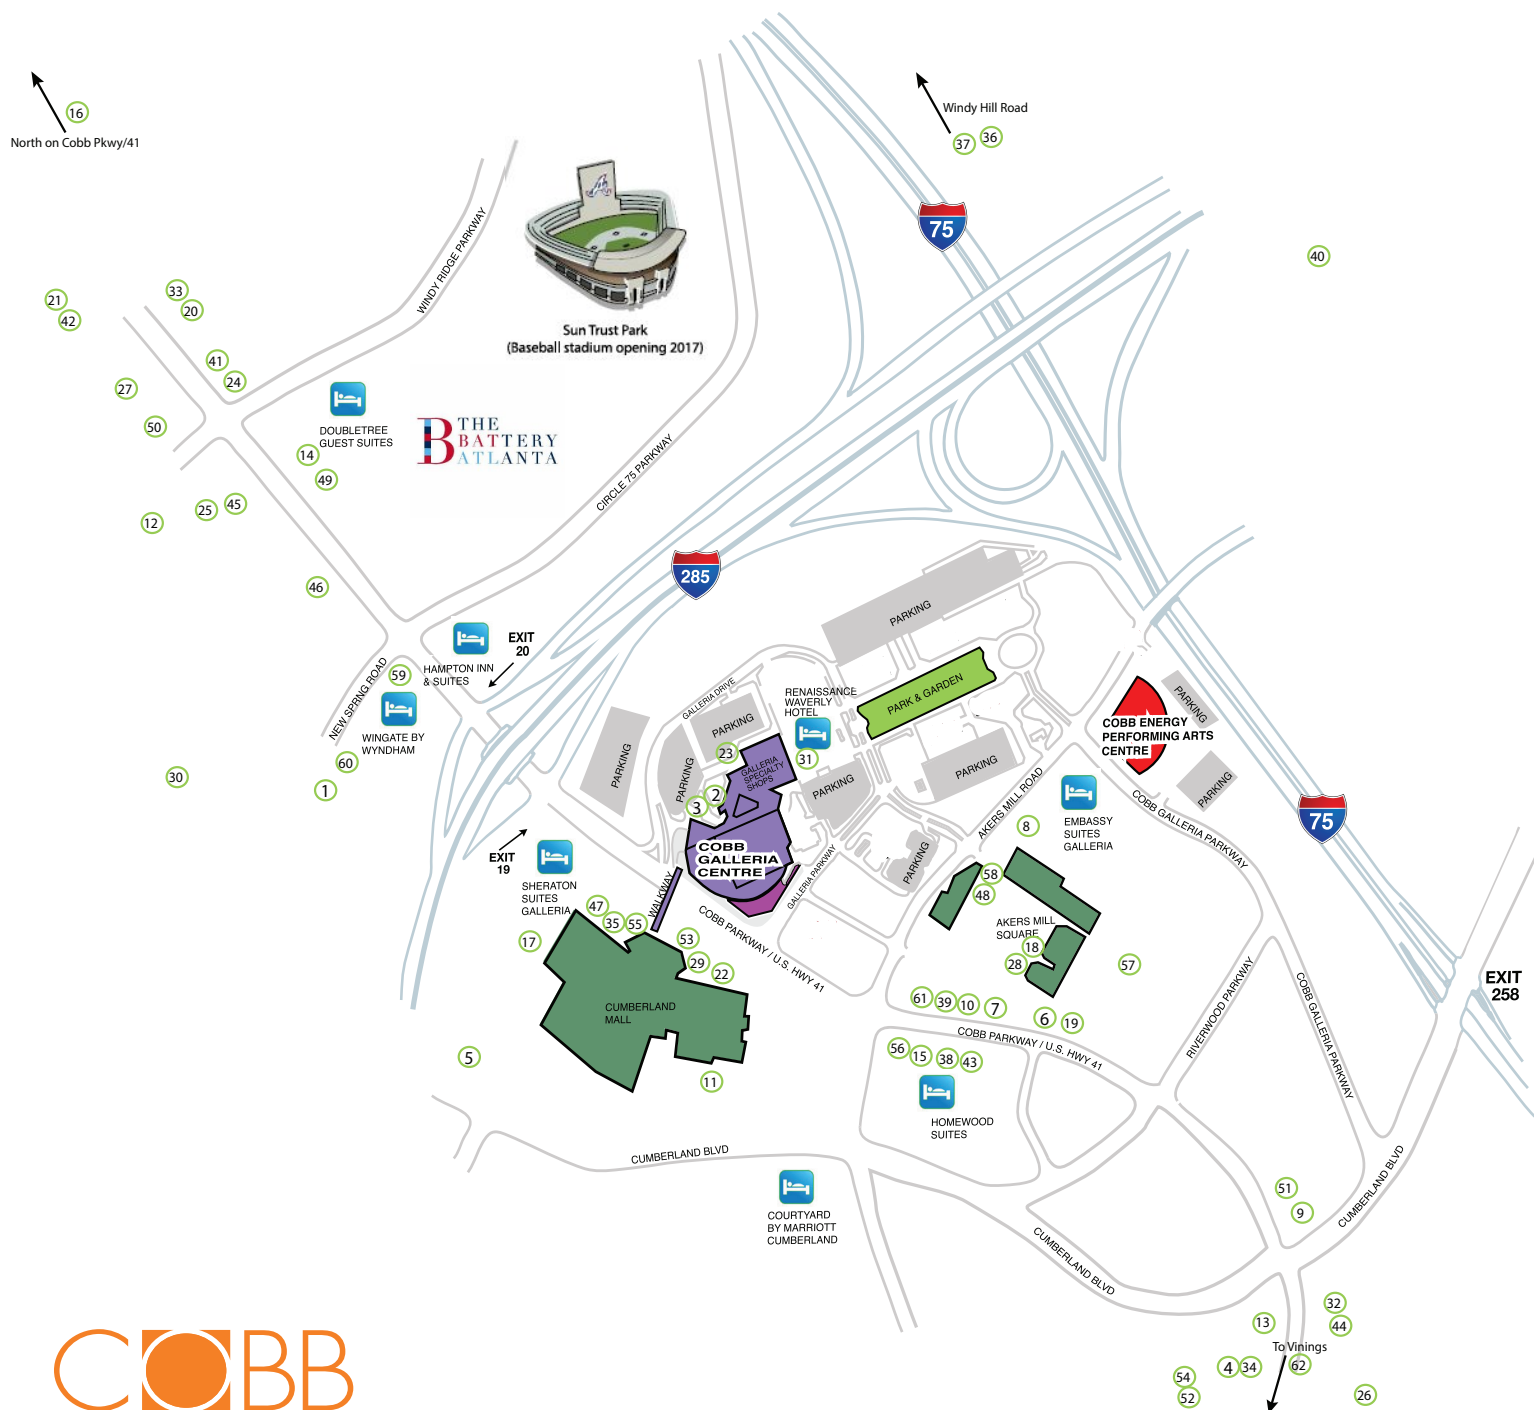 16
North on Cobb Pkwy/41
Windy Hill Road
37
36
75
40
WINDY RIDGE PARKWAY
Sun Trust Park
(Baseball stadium opening 2017)
21
42
33
20
41
24
27
50
DOUBLETREE
GUEST SUITES
14
49
THE
BATTERY
ATLANTA
B
CIRCLE 75 PARKWAY
12
25
45
46
285
EXIT
20
HAMPTON INN
& SUITES
59
NEW SPRNG ROAD
WINGATE BY
WYNDHAM
60
1
30
PARKING
PARK & GARDEN
GALLERIA DRIVE
RENAISSANCE
WAVERLY
HOTEL
31
PARKING
PARKING
PARKING
23
GALLERIA
SPECIALTY
SHOPS
2
3
PARKING
PARKING
PARKING
COBB
GALLERIA
CENTRE
WALKWAY
GALLERIA PARKWAY
COBB PARKWAY / U.S. HWY 41
AKERS MILL ROAD
PARKING
COBB ENERGY
PERFORMING ARTS
CENTRE
PARKING
75
EMBASSY
SUITES
GALLERIA
COBB GALLERIA PARKWAY
8
EXIT
19
SHERATON
SUITES
GALLERIA
47
35
55
17
53
29
22
CUMBERLAND
MALL
5
11
58
48
AKERS MILL
SQUARE
18
28
57
61
39
10
7
6
19
COBB PARKWAY / U.S. HWY 41
56
15
38
43
HOMEWOOD
SUITES
RIVERWOOD PARKWAY
COBB GALLERIA PARKWAY
EXIT
258
CUMBERLAND BLVD
COURTYARD
BY MARRIOTT
CUMBERLAND
CUMBERLAND BLVD
51
9
CUMBERLAND BLVD
32
13
44
To Vinings
4
34
62
54
52
26
COBB